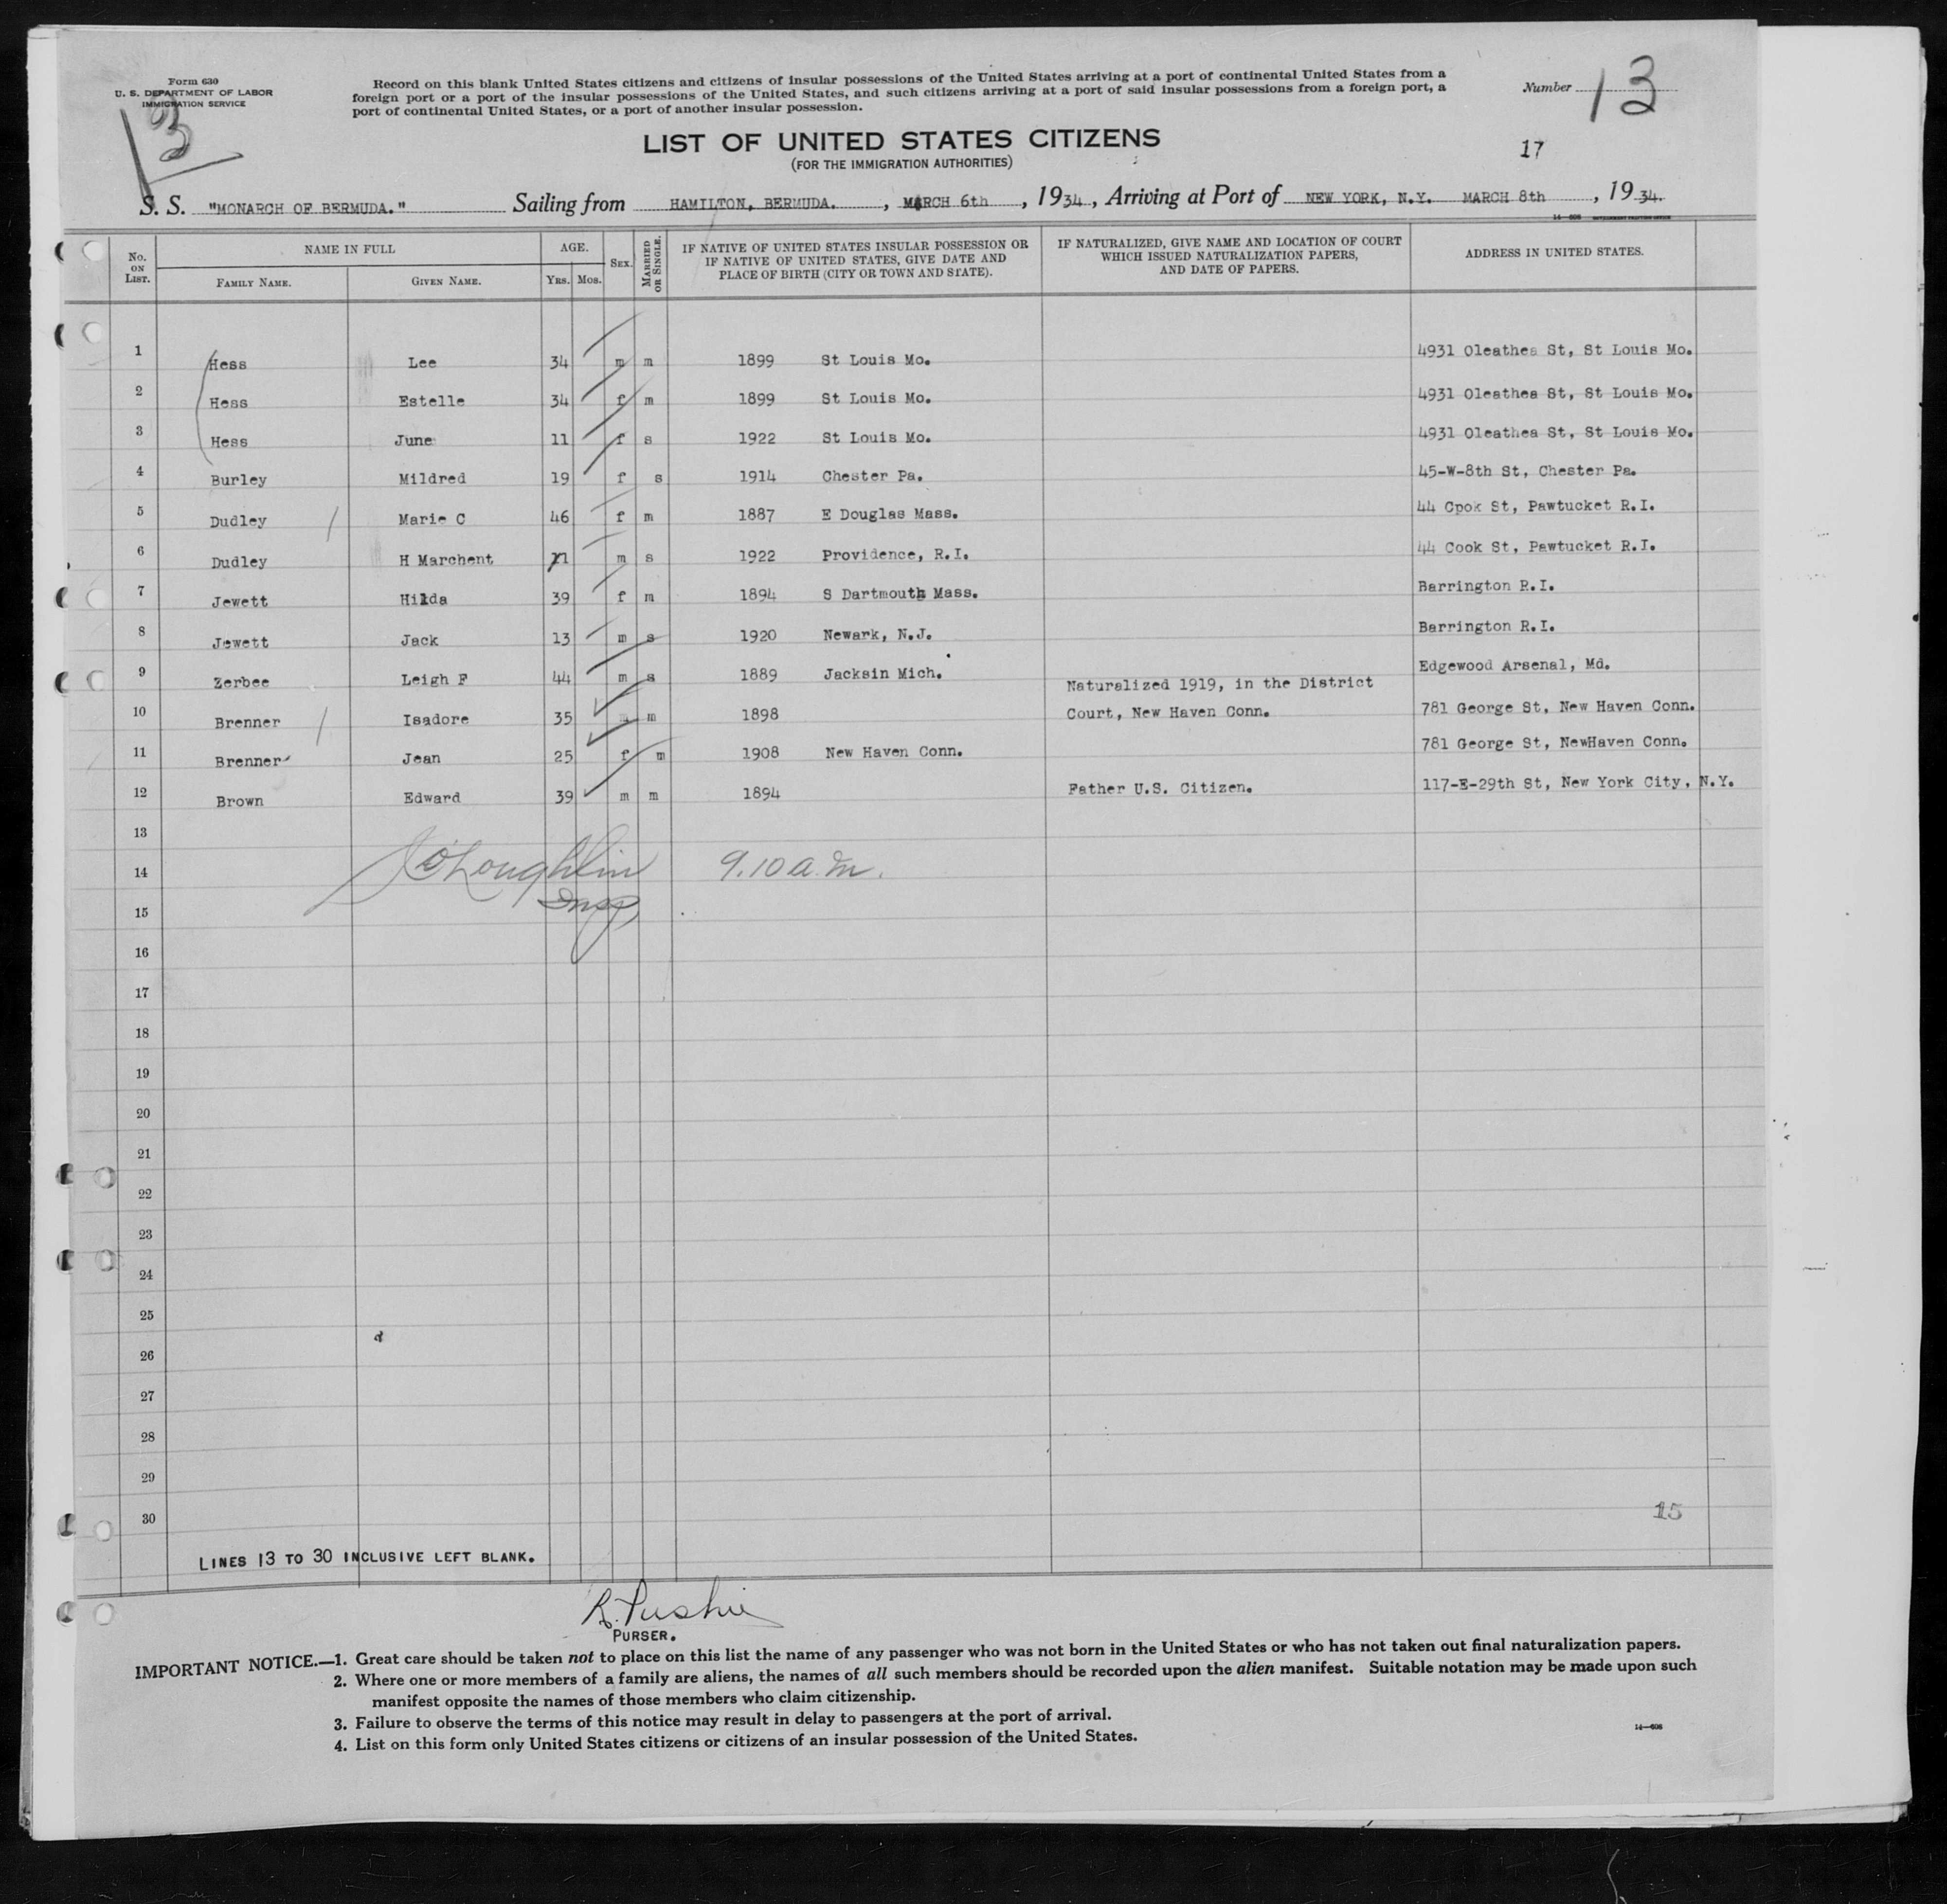 Form 630
U. S. DEPARTMENT OF LABOR
IMMIGRATION SERVICE
13
Record on this blank United States citizens and citizens of insular possessions of the United States arriving at a port of continental United States from a
foreign port or a port of the insular possessions of the United States, and such citizens arriving at a port of said insular possessions from a foreign port, a
port of continental United States, or a port of another insular possession.
Number 13
LIST OF UNITED STATES CITIZENS
(FOR THE IMMIGRATION AUTHORITIES)
17
S. S. "MONARCH OF BERMUDA." Sailing from HAMILTON, BERMUDA. , MARCH 6th , 1934 , Arriving at Port of NEW YORK, N.Y. MARCH 8th , 1934.
No. ON LIST. NAME IN FULL FAMILY NAME. GIVEN NAME. AGE. YRS. MOS. SEX. MARRIED OR SINGLE. IF NATIVE OF UNITED STATES INSULAR POSSESSION OR IF NATIVE OF UNITED STATES, GIVE DATE AND PLACE OF BIRTH (CITY OR TOWN AND STATE). IF NATURALIZED, GIVE NAME AND LOCATION OF COURT WHICH ISSUED NATURALIZATION PAPERS, AND DATE OF PAPERS. ADDRESS IN UNITED STATES.
1 Hess Lee 34 m m 1899 St Louis Mo. 4931 Oleathea St, St Louis Mo.
2 Hess Estelle 34 f m 1899 St Louis Mo. 4931 Oleathea St, St Louis Mo.
3 Hess June 11 f s 1922 St Louis Mo. 4931 Oleathea St, St Louis Mo.
4 Burley Mildred 19 f s 1914 Chester Pa. 45-W-8th St, Chester Pa.
5 Dudley Marie C 46 f m 1887 E Douglas Mass. 44 Cpok St, Pawtucket R.I.
6 Dudley H Marchent 11 m s 1922 Providence, R.I. 44 Cook St, Pawtucket R.I.
7 Jewett Hilda 39 f m 1894 S Dartmouth Mass. Barrington R.I.
8 Jewett Jack 13 m s 1920 Newark, N.J. Barrington R.I.
9 Zerbee Leigh F 44 m s 1889 Jacksin Mich. Edgewood Arsenal, Md.
10 Brenner Isadore 35 m m 1898 Naturalized 1919, in the District Court, New Haven Conn. 781 George St, New Haven Conn.
11 Brenner Jean 25 f m 1908 New Haven Conn. 781 George St, NewHaven Conn.
12 Brown Edward 39 m m 1894 Father U.S. Citizen. 117-E-29th St, New York City, N.Y.
13
14 O'Loughlin 9.10 a.m.
Insp
15
16
17
18
19
20
21
22
23
24
25
26
27
28
29
30
15
LINES 13 TO 30 INCLUSIVE LEFT BLANK.
PURSER.
IMPORTANT NOTICE.—1. Great care should be taken not to place on this list the name of any passenger who was not born in the United States or who has not taken out final naturalization papers.
2. Where one or more members of a family are aliens, the names of all such members should be recorded upon the alien manifest. Suitable notation may be made upon such
manifest opposite the names of those members who claim citizenship.
3. Failure to observe the terms of this notice may result in delay to passengers at the port of arrival.
4. List on this form only United States citizens or citizens of an insular possession of the United States.
14—608